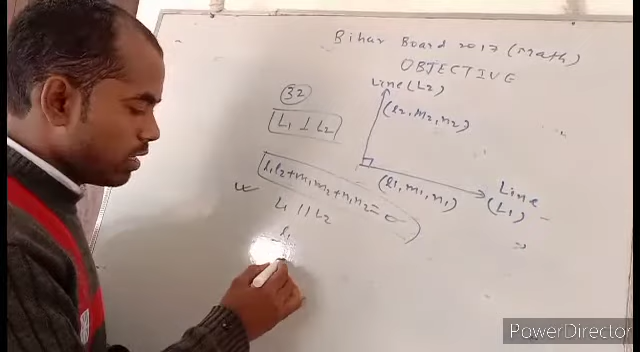 Bihar Board 2017 (Math)
OBJECTIVE
Line (L2)
32
(l2, m2, n2)
L1 ⊥ L2
l1l2+m1m2+n1n2=0
(l1, m1, n1)
Line
(L1)
L1 || L2
l1
PowerDirector